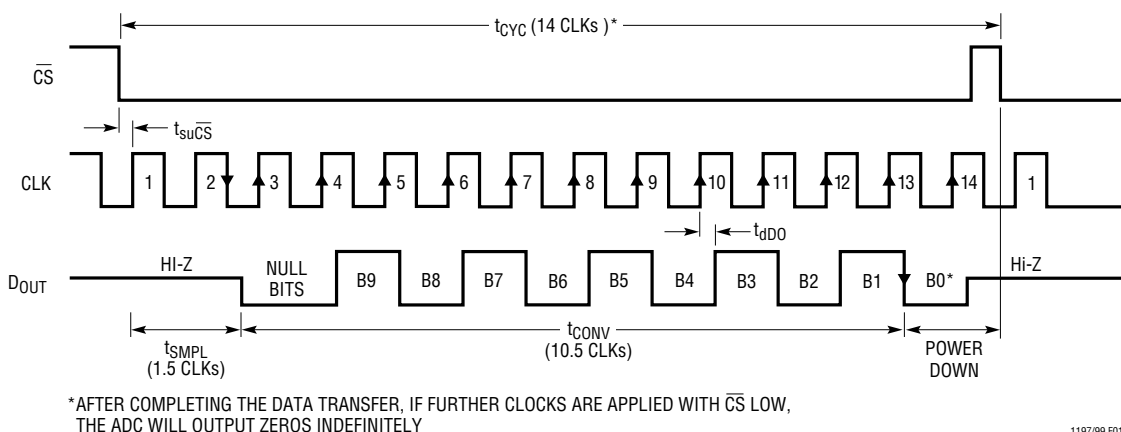 tCYC (14 CLKs )*
CS
tsuCS
CLK
1 2 3 4 5 6 7 8 9 10 11 12 13 14 1
tdDO
DOUT
HI-Z
NULL
BITS
B9 B8 B7 B6 B5 B4 B3 B2 B1 B0*
Hi-Z
tSMPL
(1.5 CLKs)
tCONV
(10.5 CLKs)
POWER
DOWN
*AFTER COMPLETING THE DATA TRANSFER, IF FURTHER CLOCKS ARE APPLIED WITH CS LOW,
THE ADC WILL OUTPUT ZEROS INDEFINITELY
1197/99 F01